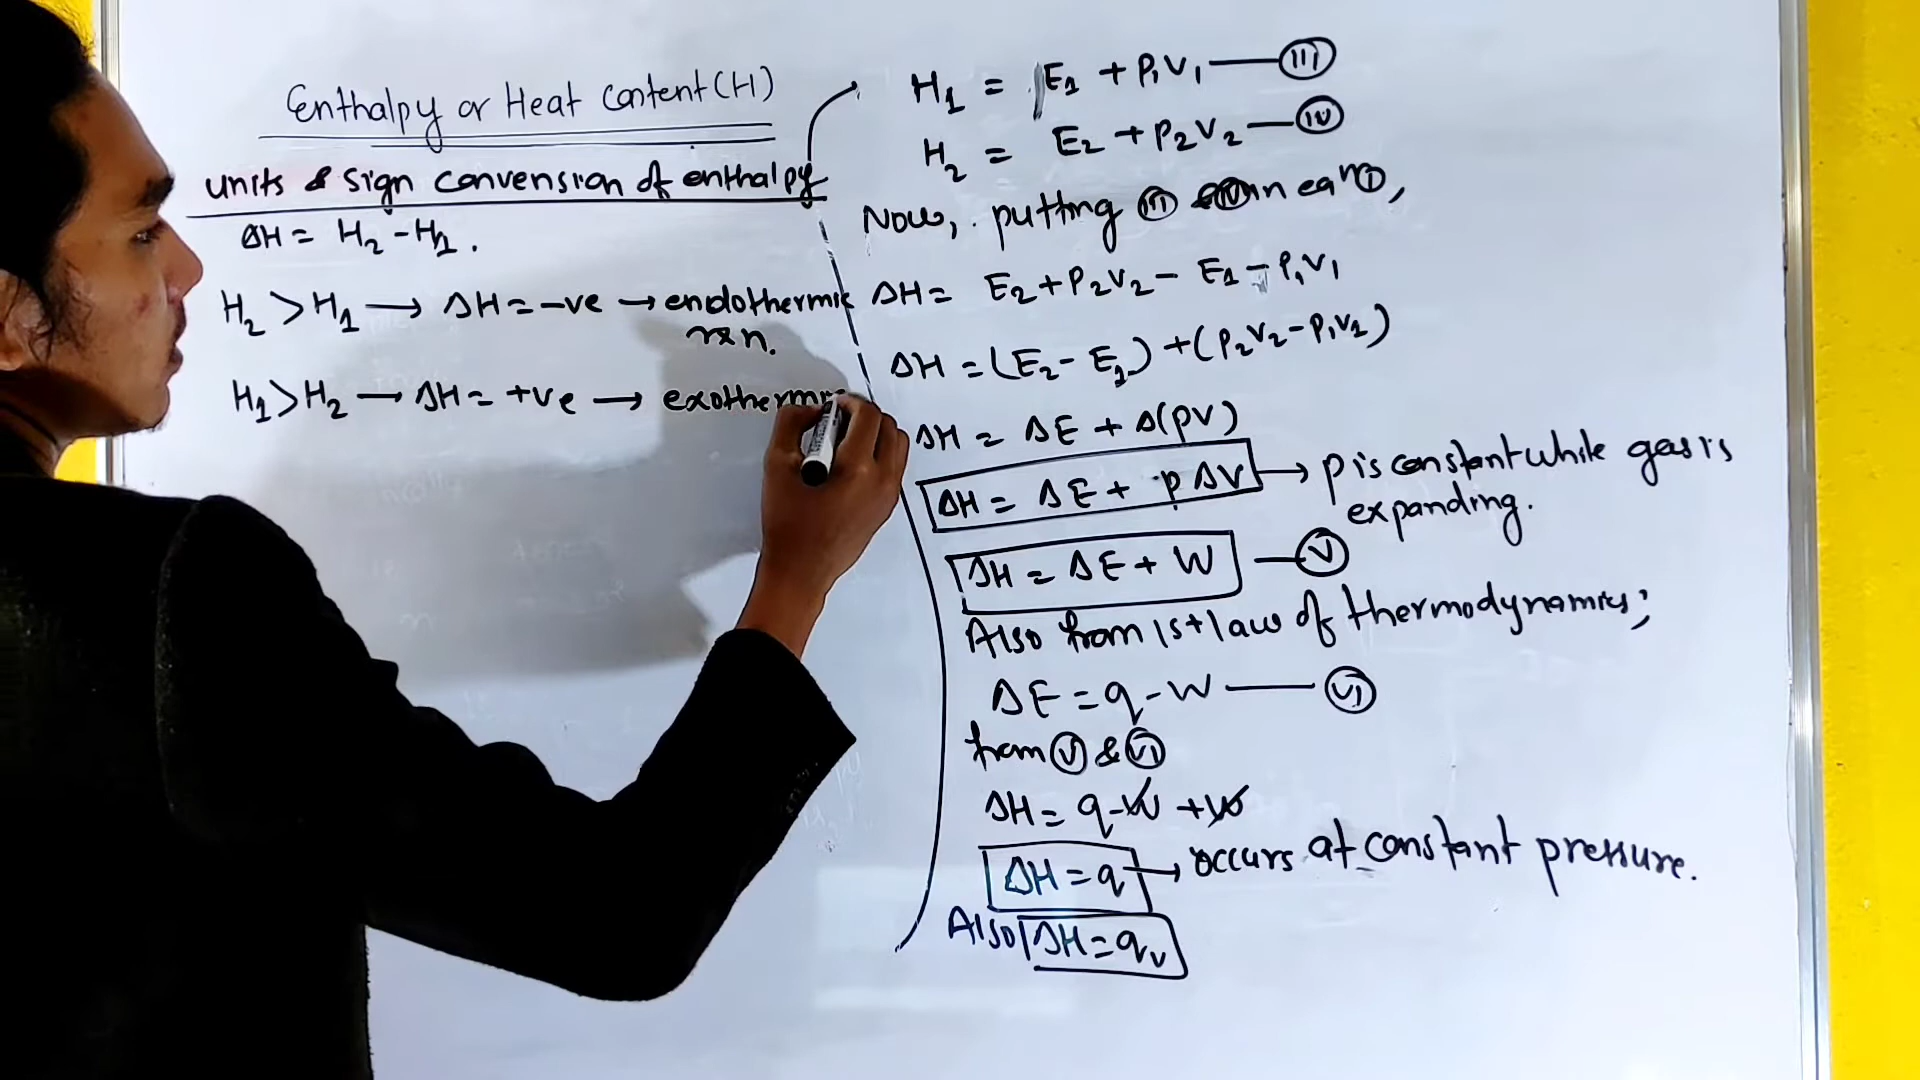 Enthalpy or Heat content (H)
units & sign convension of enthalpy
ΔH = H₂ - H₁.
H₂ > H₁ → ΔH = -ve → endothermic
rxn.
H₁ > H₂ → ΔH = +ve → exothermi
H₁ = E₁ + P₁V₁ — (III)
H₂ = E₂ + P₂V₂ — (IV)
Now, putting (III) in eqⁿ (I),
ΔH = E₂ + P₂V₂ - E₁ - P₁V₁
ΔH = (E₂ - E₁) + (P₂V₂ - P₁V₁)
ΔH = ΔE + Δ(PV)
ΔH = ΔE + PΔV → P is constant while gas is
expanding.
ΔH = ΔE + W — (V)
Also from 1st law of thermodynamics;
ΔE = q - W — (VI)
from (V) & (VI)
ΔH = q - W + W
ΔH = q → occurs at constant pressure.
Also ΔH = qᵥ